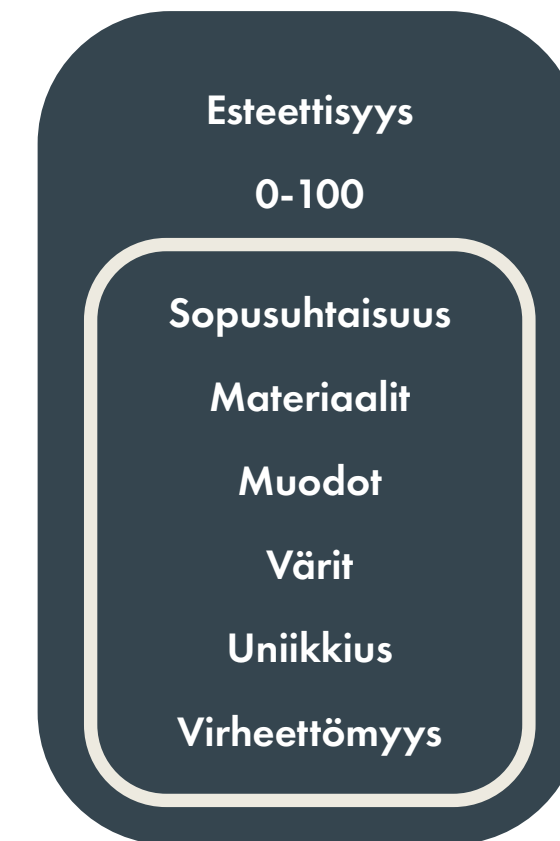 Esteettisyys
0-100
Sopusuhtaisuus
Materiaalit
Muodot
Värit
Uniikkius
Virheettömyys